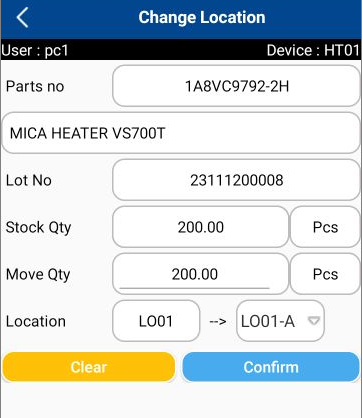 Change Location
User : pc1 Device : HT01
Parts no 1A8VC9792-2H
MICA HEATER VS700T
Lot No 23111200008
Stock Qty 200.00 Pcs
Move Qty 200.00 Pcs
Location LO01 --> LO01-A
Clear Confirm